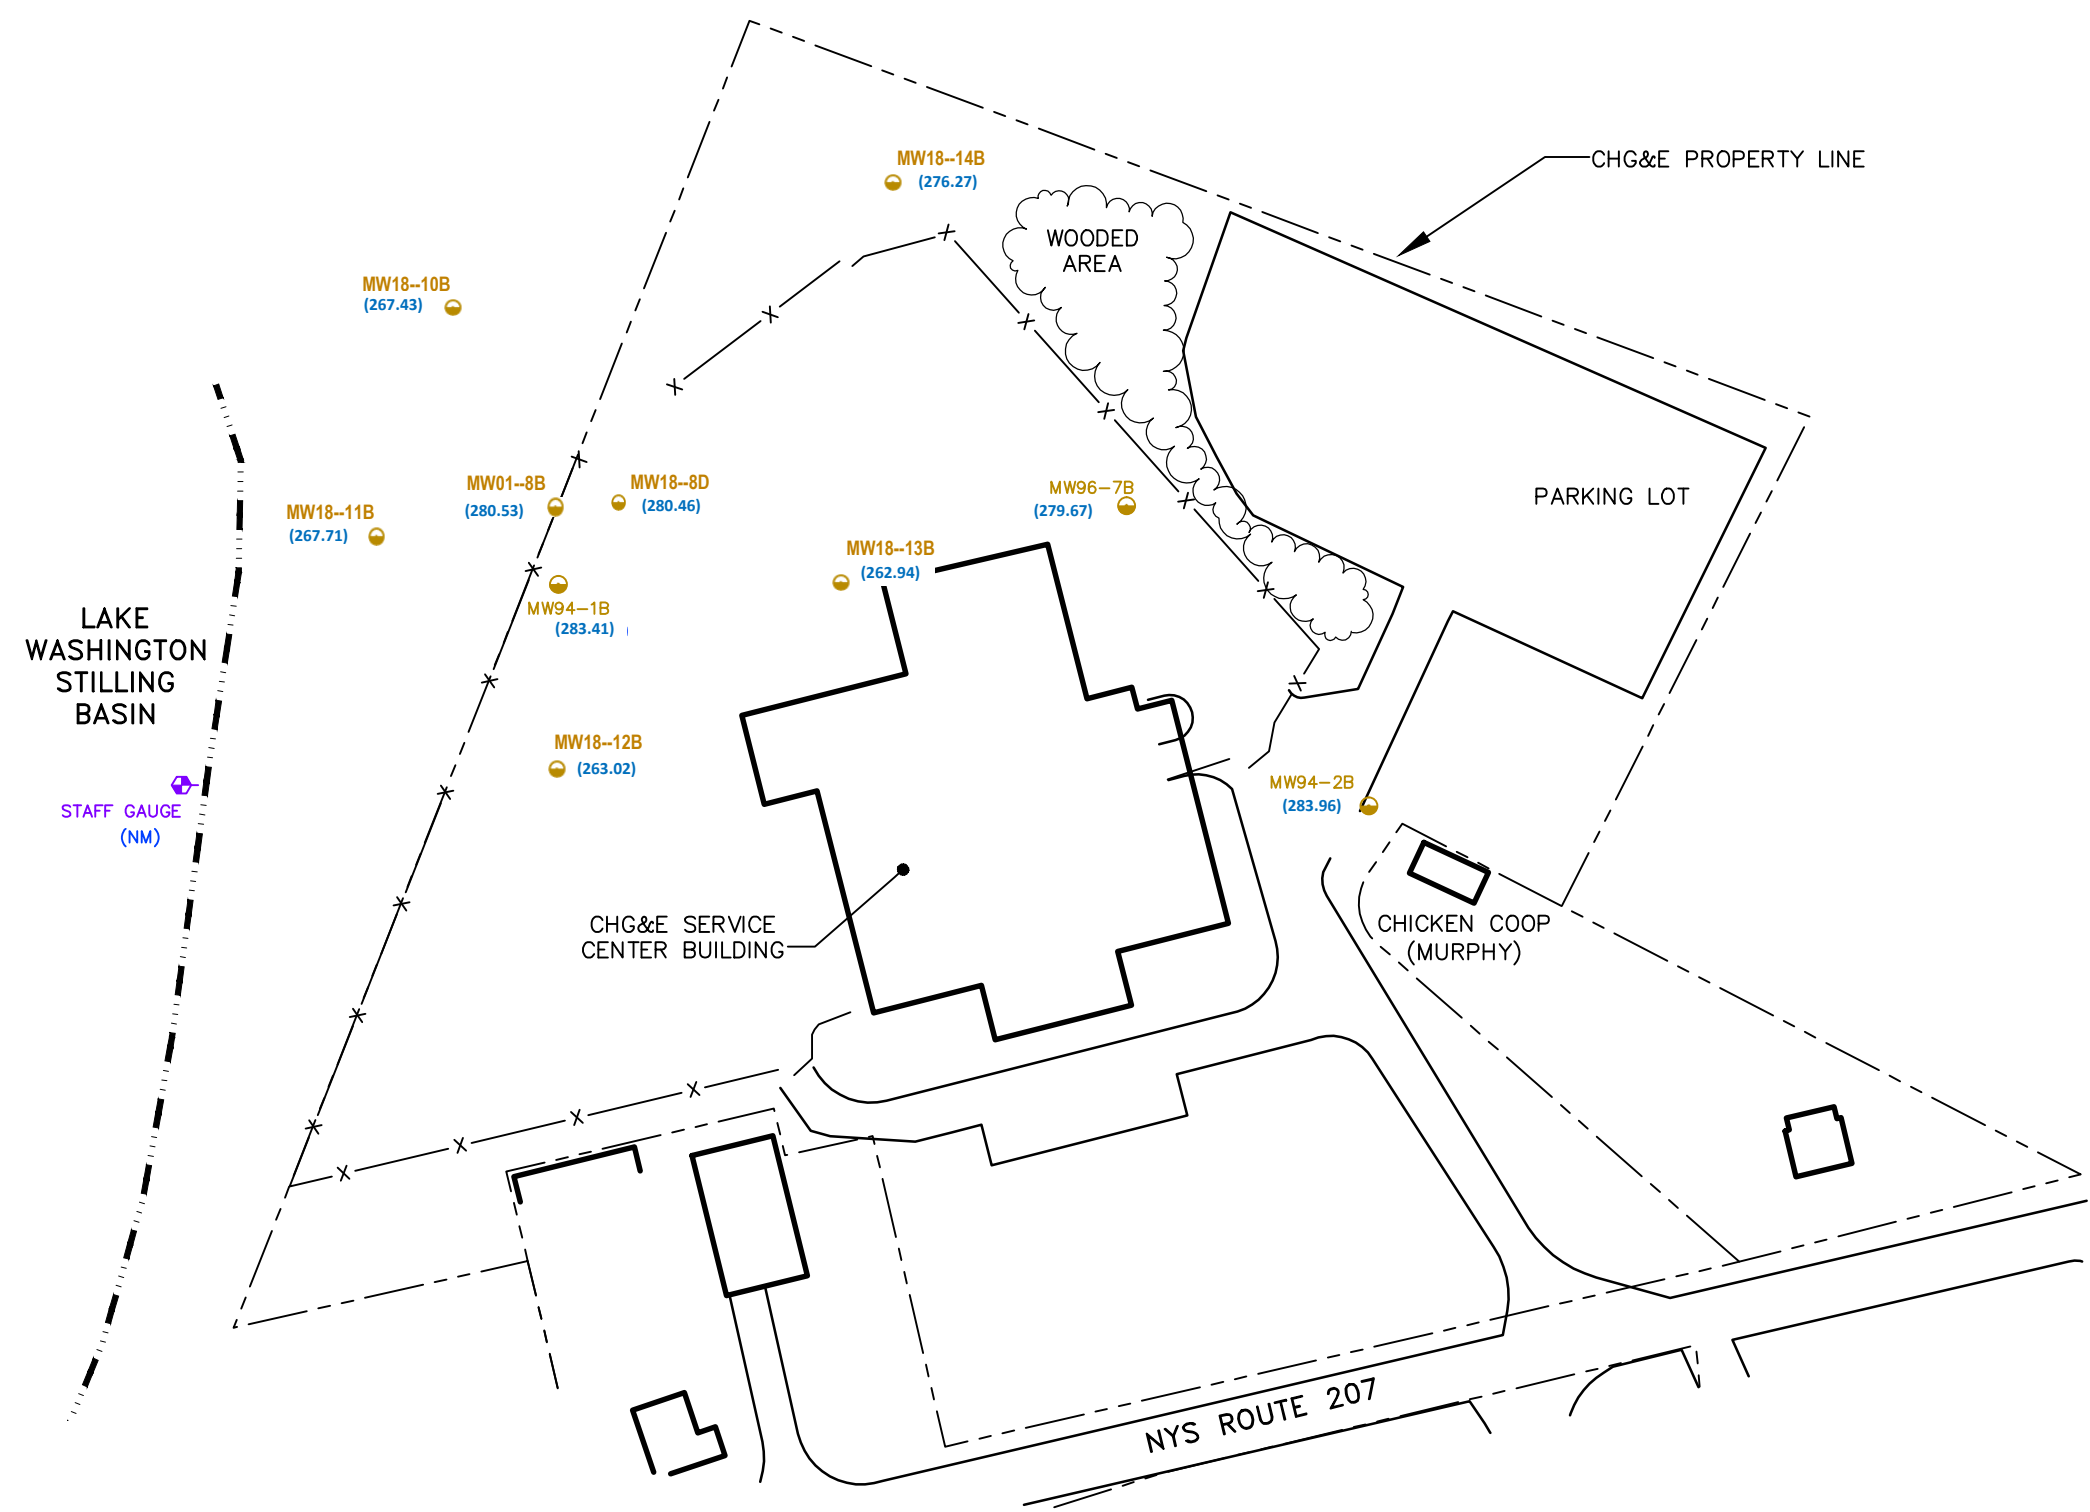 MW18--14B
(276.27)
CHG&E PROPERTY LINE
WOODED
AREA
MW18--10B
(267.43)
MW01--8B
(280.53)
MW18--8D
(280.46)
MW96-7B
(279.67)
PARKING LOT
MW18--11B
(267.71)
MW18--13B
(262.94)
MW94-1B
(283.41)
LAKE
WASHINGTON
STILLING
BASIN
MW18--12B
(263.02)
STAFF GAUGE
(NM)
MW94-2B
(283.96)
CHG&E SERVICE
CENTER BUILDING
CHICKEN COOP
(MURPHY)
NYS ROUTE 207